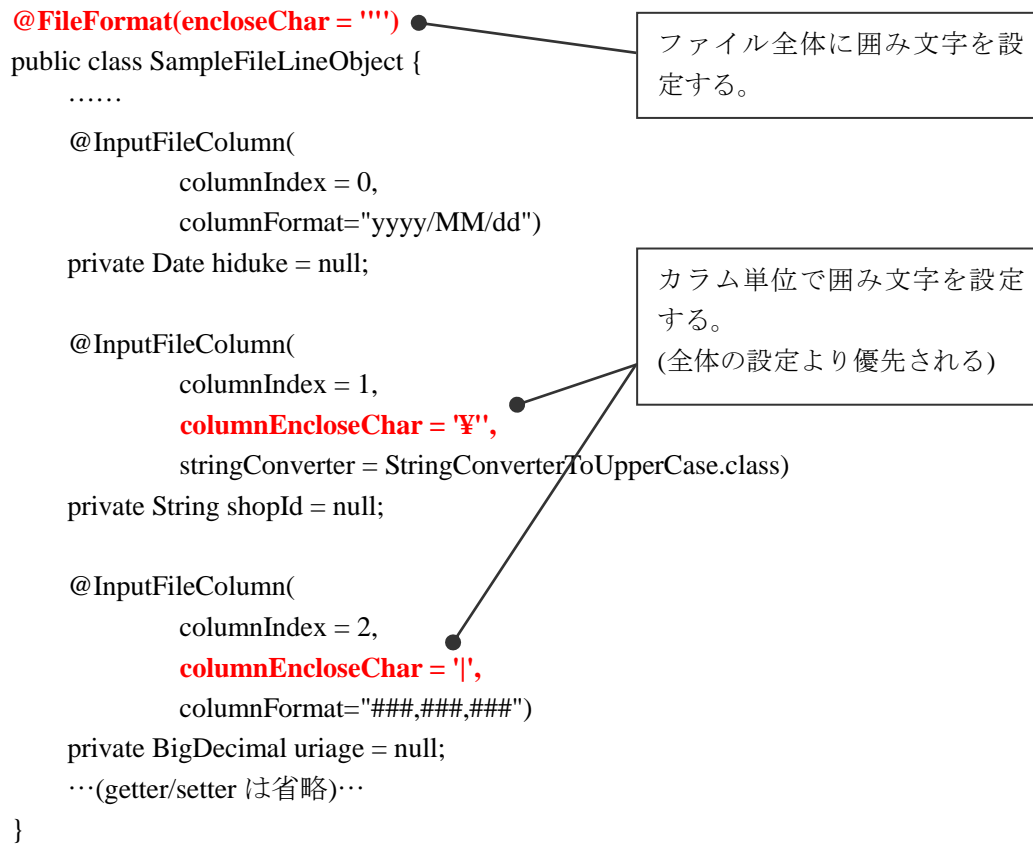 @FileFormat(encloseChar = '"')
public class SampleFileLineObject {
……
@InputFileColumn(
columnIndex = 0,
columnFormat="yyyy/MM/dd")
private Date hiduke = null;
@InputFileColumn(
columnIndex = 1,
columnEncloseChar = '¥'',
stringConverter = StringConverterToUpperCase.class)
private String shopId = null;
@InputFileColumn(
columnIndex = 2,
columnEncloseChar = '|',
columnFormat="###,###,###")
private BigDecimal uriage = null;
…(getter/setter は省略)…
}
ファイル全体に囲み文字を設
定する。
カラム単位で囲み文字を設定
する。
(全体の設定より優先される)